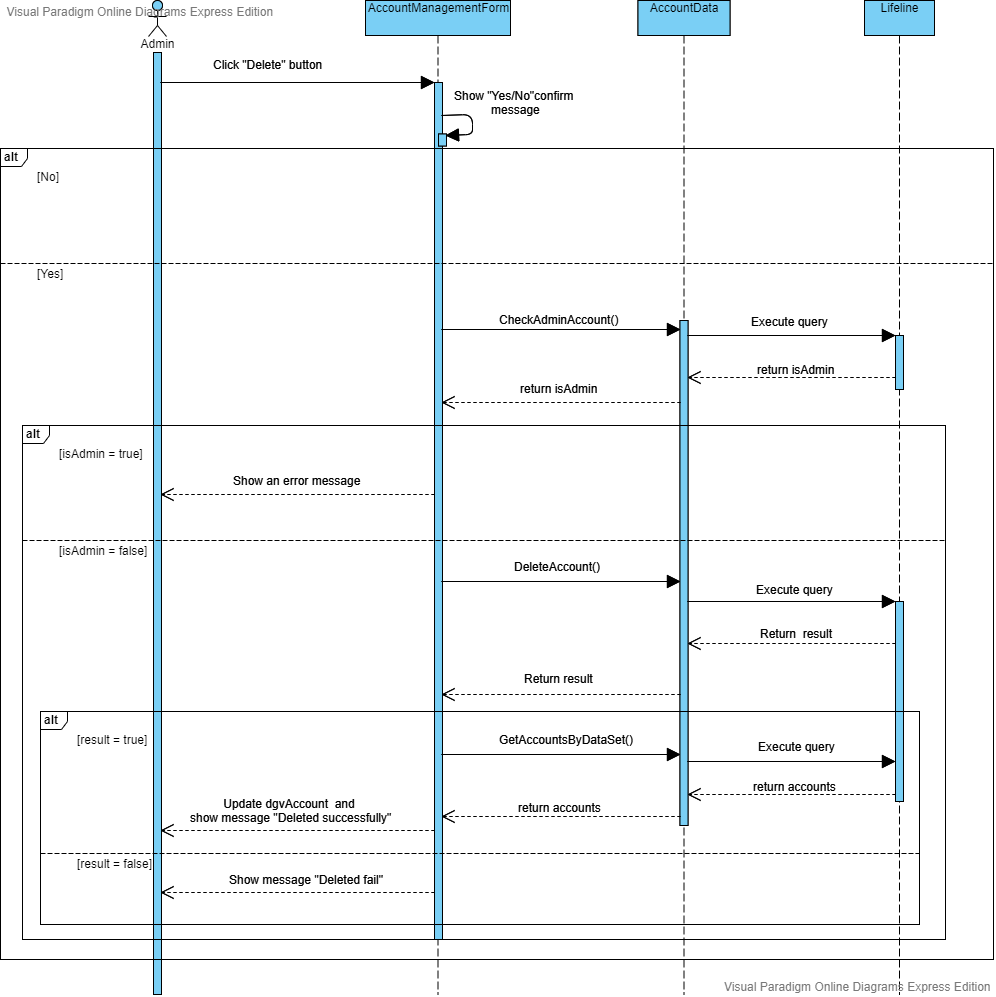 Visual Paradigm Online Diagrams Express Edition
AccountManagementForm
AccountData
Lifeline
Admin
Click "Delete" button
Show "Yes/No"confirm
message
alt
[No]
[Yes]
CheckAdminAccount()
Execute query
return isAdmin
return isAdmin
alt
[isAdmin = true]
Show an error message
[isAdmin = false]
DeleteAccount()
Execute query
Return result
Return result
alt
[result = true]
GetAccountsByDataSet()
Execute query
return accounts
return accounts
Update dgvAccount and
show message "Deleted successfully"
[result = false]
Show message "Deleted fail"
Visual Paradigm Online Diagrams Express Edition